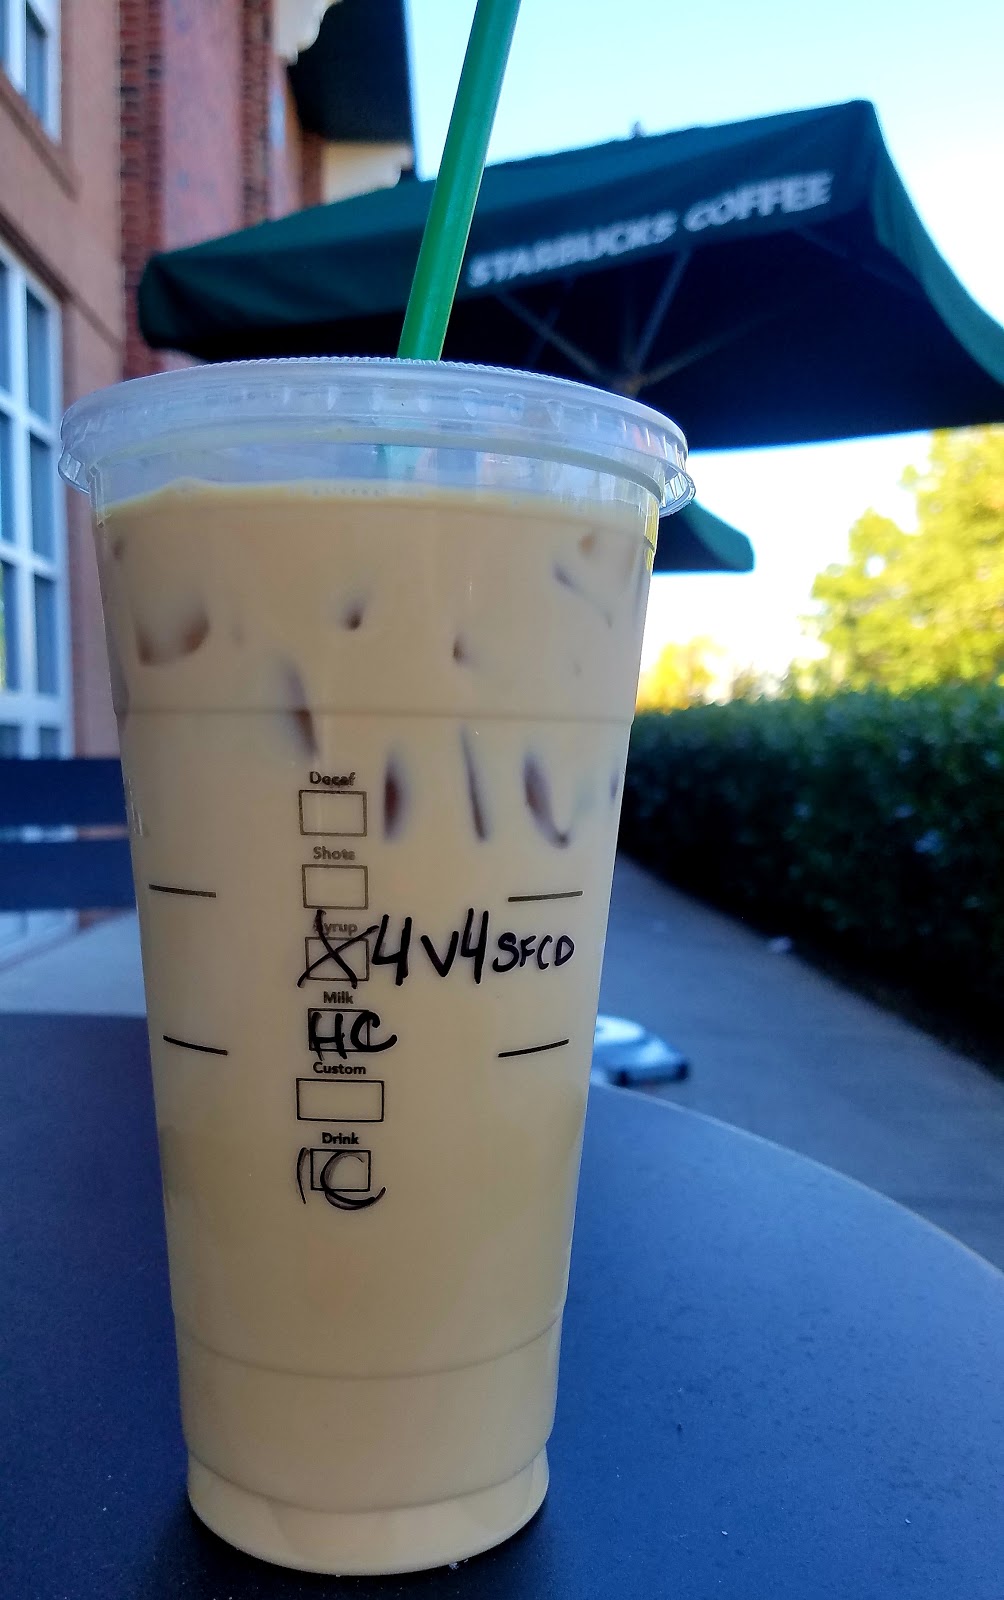 STARBUCKS COFFEE
Decaf
Shots
Syrup
X 4V4SFCD
Milk
HC
Custom
Drink
IC